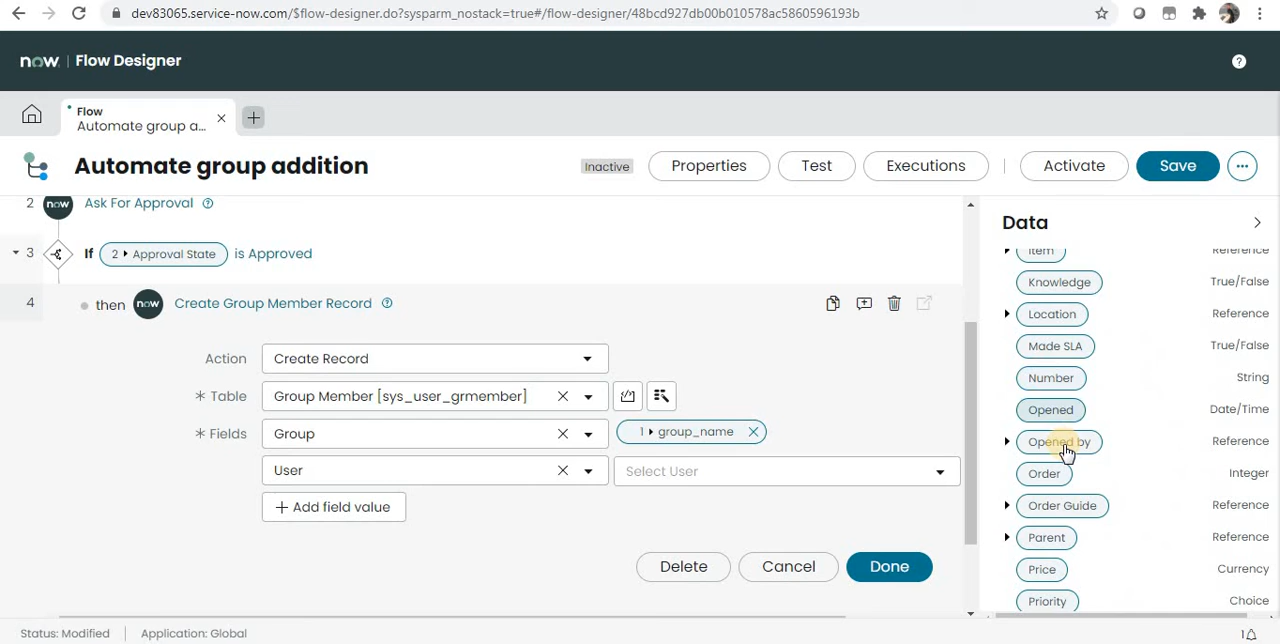 dev83065.service-now.com/$flow-designer.do?sysparm_nostack=true#/flow-designer/48bcd927db00b010578ac5860596193b
now. | Flow Designer
Flow
Automate group a...
Automate group addition
Inactive
Properties
Test
Executions
Activate
Save
2 now Ask For Approval
3 If 2 Approval State is Approved
4 then now Create Group Member Record
Action Create Record
* Table Group Member [sys_user_grmember]
* Fields Group 1 group_name
User Select User
+ Add field value
Delete
Cancel
Done
Data
Item Reference
Knowledge True/False
Location Reference
Made SLA True/False
Number String
Opened Date/Time
Opened by Reference
Order Integer
Order Guide Reference
Parent Reference
Price Currency
Priority Choice
Status: Modified | Application: Global
1